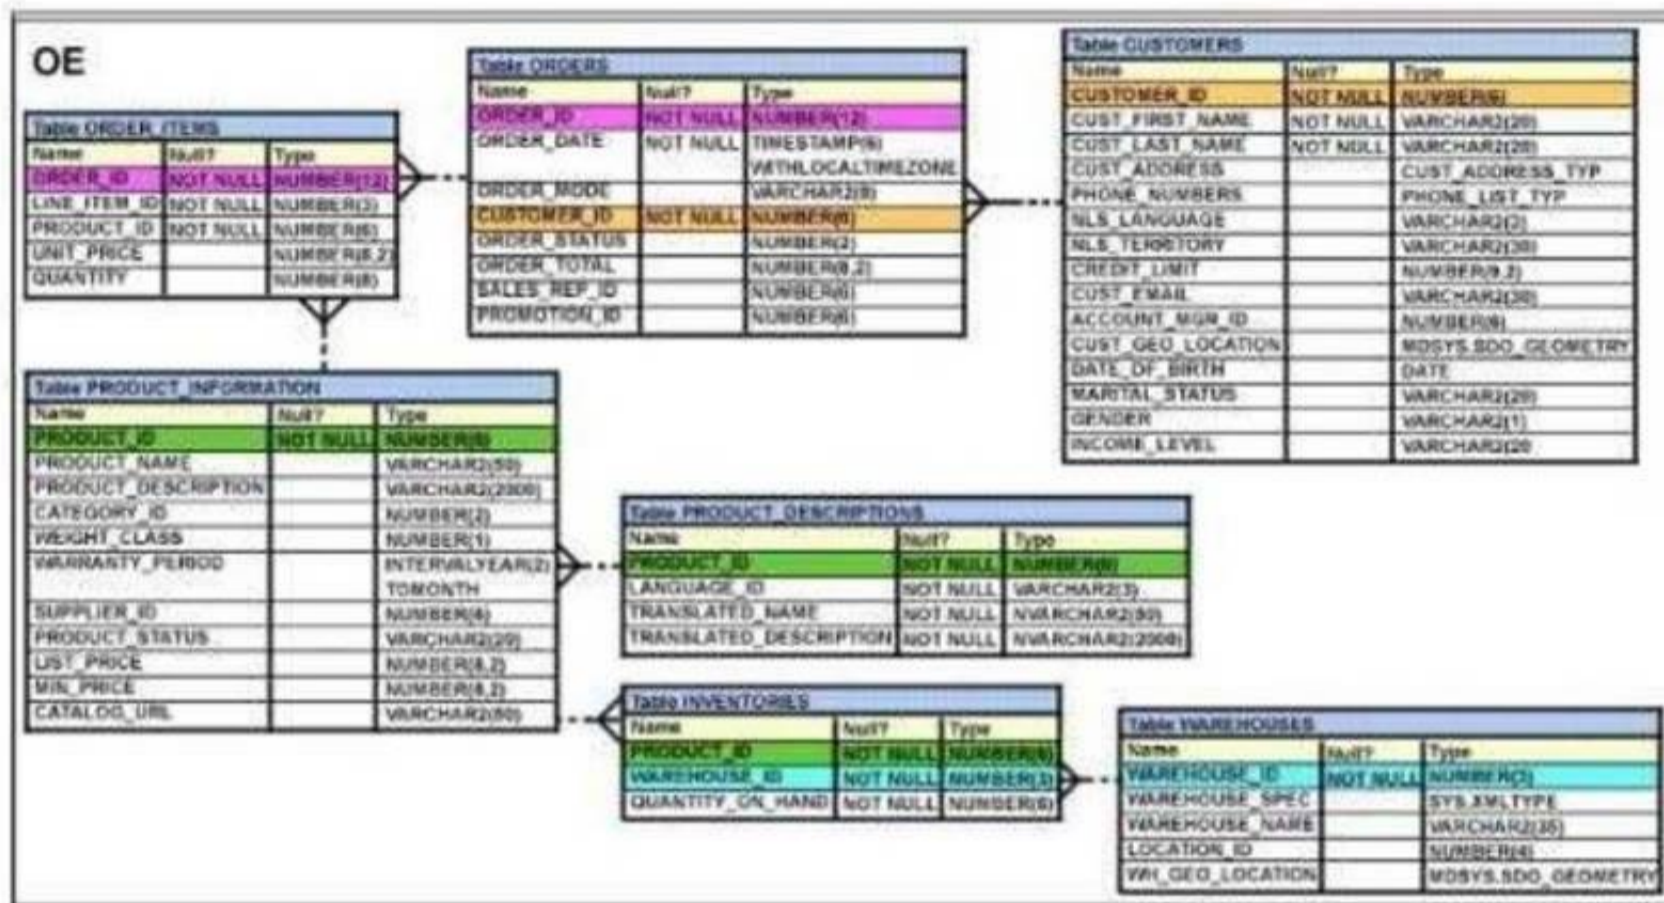 OE
Table ORDER_ITEMS
Name Null? Type
ORDER_ID NOT NULL NUMBER(12)
LINE_ITEM_ID NOT NULL NUMBER(3)
PRODUCT_ID NOT NULL NUMBER(6)
UNIT_PRICE NUMBER(8,2)
QUANTITY NUMBER(8)
Table ORDERS
Name Null? Type
ORDER_ID NOT NULL NUMBER(12)
ORDER_DATE NOT NULL TIMESTAMP(6)
WITHLOCALTIMEZONE
ORDER_MODE VARCHAR2(8)
CUSTOMER_ID NOT NULL NUMBER(6)
ORDER_STATUS NUMBER(2)
ORDER_TOTAL NUMBER(8,2)
SALES_REP_ID NUMBER(6)
PROMOTION_ID NUMBER(6)
Table CUSTOMERS
Name Null? Type
CUSTOMER_ID NOT NULL NUMBER(6)
CUST_FIRST_NAME NOT NULL VARCHAR2(20)
CUST_LAST_NAME NOT NULL VARCHAR2(20)
CUST_ADDRESS CUST_ADDRESS_TYP
PHONE_NUMBERS PHONE_LIST_TYP
NLS_LANGUAGE VARCHAR2(3)
NLS_TERRITORY VARCHAR2(30)
CREDIT_LIMIT NUMBER(9,2)
CUST_EMAIL VARCHAR2(30)
ACCOUNT_MGR_ID NUMBER(6)
CUST_GEO_LOCATION MDSYS.SDO_GEOMETRY
DATE_OF_BIRTH DATE
MARITAL_STATUS VARCHAR2(20)
GENDER VARCHAR2(1)
INCOME_LEVEL VARCHAR2(20
Table PRODUCT_INFORMATION
Name Null? Type
PRODUCT_ID NOT NULL NUMBER(6)
PRODUCT_NAME VARCHAR2(50)
PRODUCT_DESCRIPTION VARCHAR2(2000)
CATEGORY_ID NUMBER(2)
WEIGHT_CLASS NUMBER(1)
WARRANTY_PERIOD INTERVALYEAR(2)
TOMONTH
SUPPLIER_ID NUMBER(6)
PRODUCT_STATUS VARCHAR2(20)
LIST_PRICE NUMBER(8,2)
MIN_PRICE NUMBER(8,2)
CATALOG_URL VARCHAR2(50)
Table PRODUCT_DESCRIPTIONS
Name Null? Type
PRODUCT_ID NOT NULL NUMBER(6)
LANGUAGE_ID NOT NULL VARCHAR2(3)
TRANSLATED_NAME NOT NULL NVARCHAR2(50)
TRANSLATED_DESCRIPTION NOT NULL NVARCHAR2(2000)
Table INVENTORIES
Name Null? Type
PRODUCT_ID NOT NULL NUMBER(6)
WAREHOUSE_ID NOT NULL NUMBER(3)
QUANTITY_ON_HAND NOT NULL NUMBER(8)
Table WAREHOUSES
Name Null? Type
WAREHOUSE_ID NOT NULL NUMBER(3)
WAREHOUSE_SPEC SYS.XMLTYPE
WAREHOUSE_NAME VARCHAR2(35)
LOCATION_ID NUMBER(4)
WH_GEO_LOCATION MDSYS.SDO_GEOMETRY